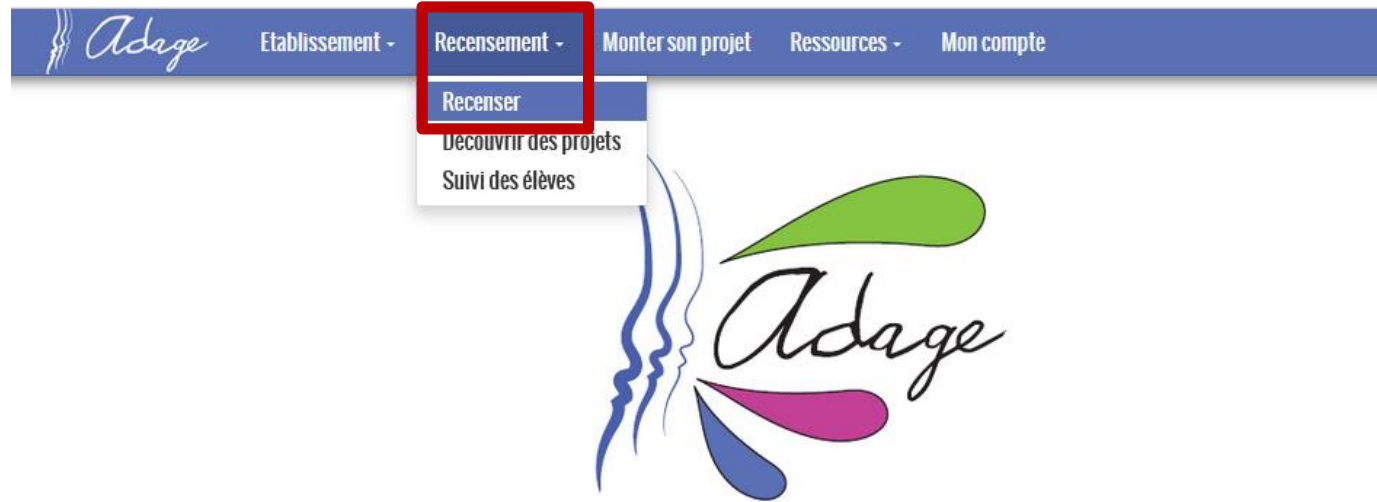 Adage Etablissement - Recensement - Monter son projet Ressources - Mon compte
Recenser
Découvrir des projets
Suivi des élèves
Adage